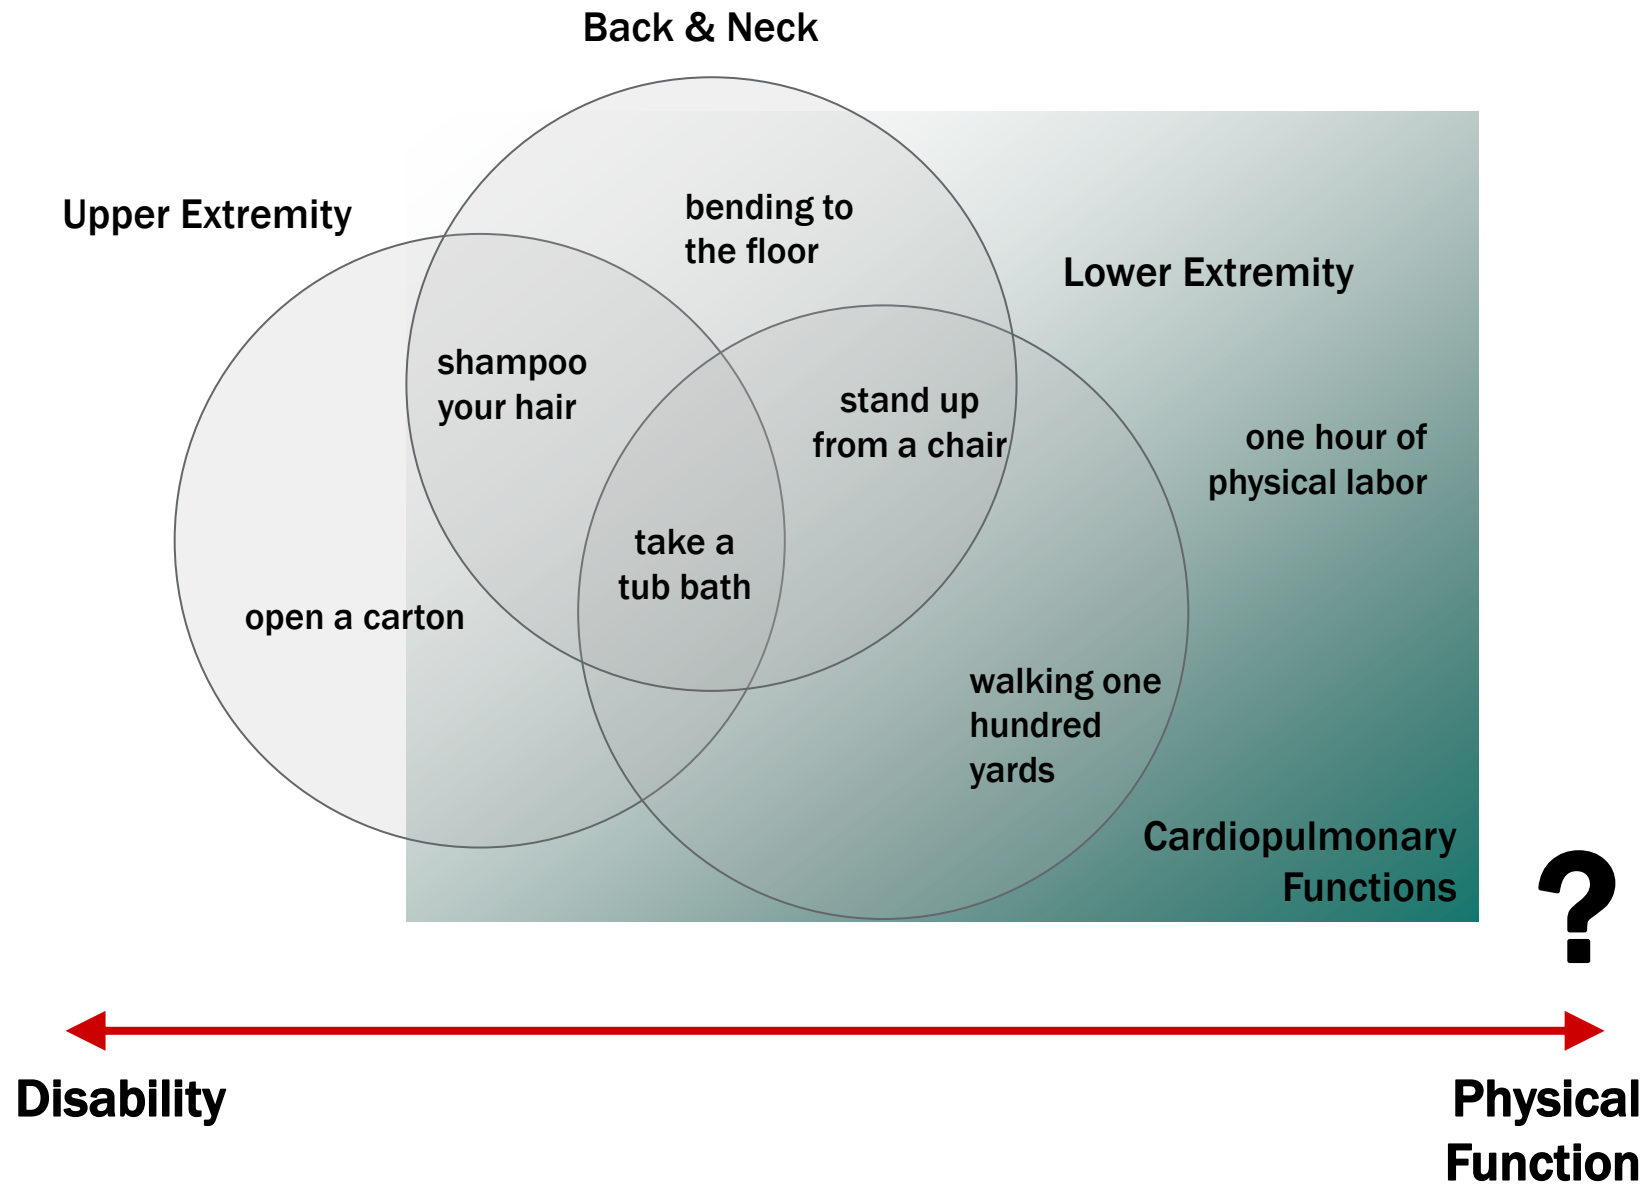 Back & Neck
Upper Extremity
bending to
the floor
Lower Extremity
shampoo
your hair
stand up
from a chair
one hour of
physical labor
take a
tub bath
open a carton
walking one
hundred
yards
Cardiopulmonary
Functions
?
Disability
Physical
Function